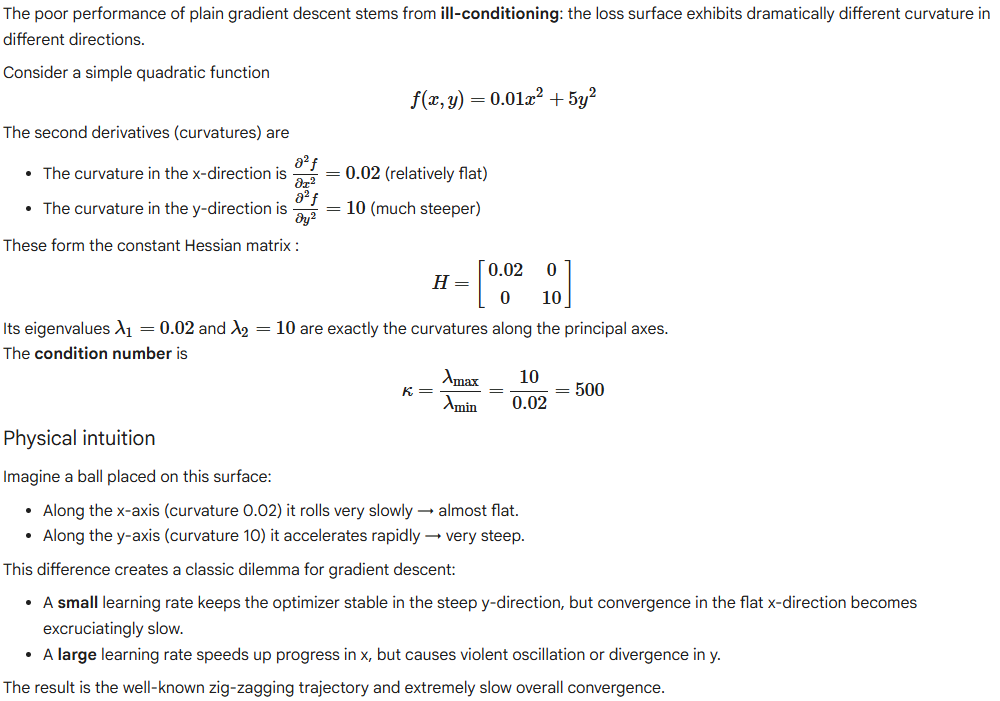 The poor performance of plain gradient descent stems from ill-conditioning: the loss surface exhibits dramatically different curvature in
different directions.
Consider a simple quadratic function
f(x, y) = 0.01x² + 5y²
The second derivatives (curvatures) are
• The curvature in the x-direction is ∂²f/∂x² = 0.02 (relatively flat)
• The curvature in the y-direction is ∂²f/∂y² = 10 (much steeper)
These form the constant Hessian matrix :
H = [0.02 0
0 10]
Its eigenvalues λ₁ = 0.02 and λ₂ = 10 are exactly the curvatures along the principal axes.
The condition number is
κ = λmax/λmin = 10/0.02 = 500
Physical intuition
Imagine a ball placed on this surface:
• Along the x-axis (curvature 0.02) it rolls very slowly → almost flat.
• Along the y-axis (curvature 10) it accelerates rapidly → very steep.
This difference creates a classic dilemma for gradient descent:
• A small learning rate keeps the optimizer stable in the steep y-direction, but convergence in the flat x-direction becomes
excruciatingly slow.
• A large learning rate speeds up progress in x, but causes violent oscillation or divergence in y.
The result is the well-known zig-zagging trajectory and extremely slow overall convergence.